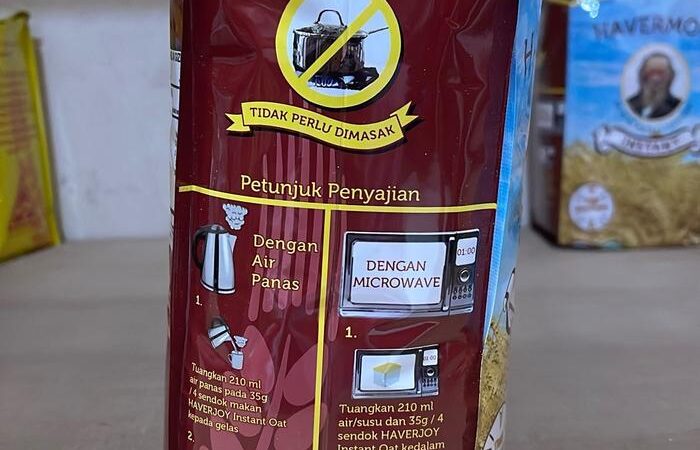 TIDAK PERLU DIMASAK
Petunjuk Penyajian
Dengan
Air
Panas
1.
Tuangkan 210 ml
air panas pada 35g
/ 4 sendok makan
HAVERJOY Instant Oat
kepada gelas
2.
DENGAN
MICROWAVE
01:00
1.
01:00
Tuangkan 210 ml
air/susu dan 35g / 4
sendok HAVERJOY
Instant Oat kedalam
INSTANT